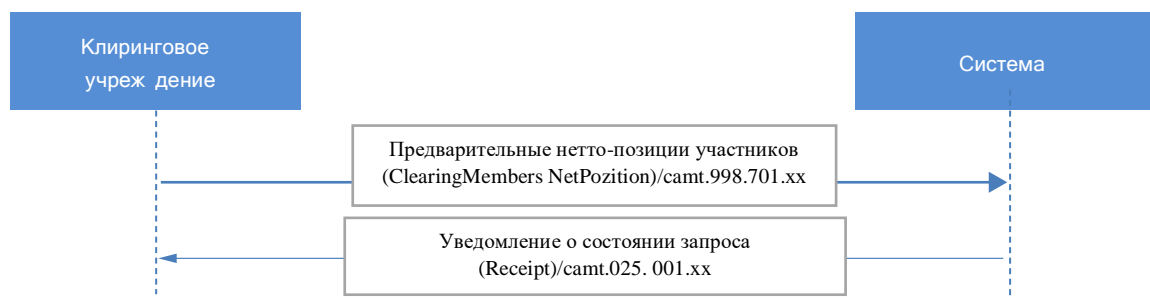 Клиринговое
учреж дение
Система
Предварительные нетто-позиции участников
(ClearingMembers NetPozition)/camt.998.701.xx
Уведомление о состоянии запроса
(Receipt)/camt.025. 001.xx